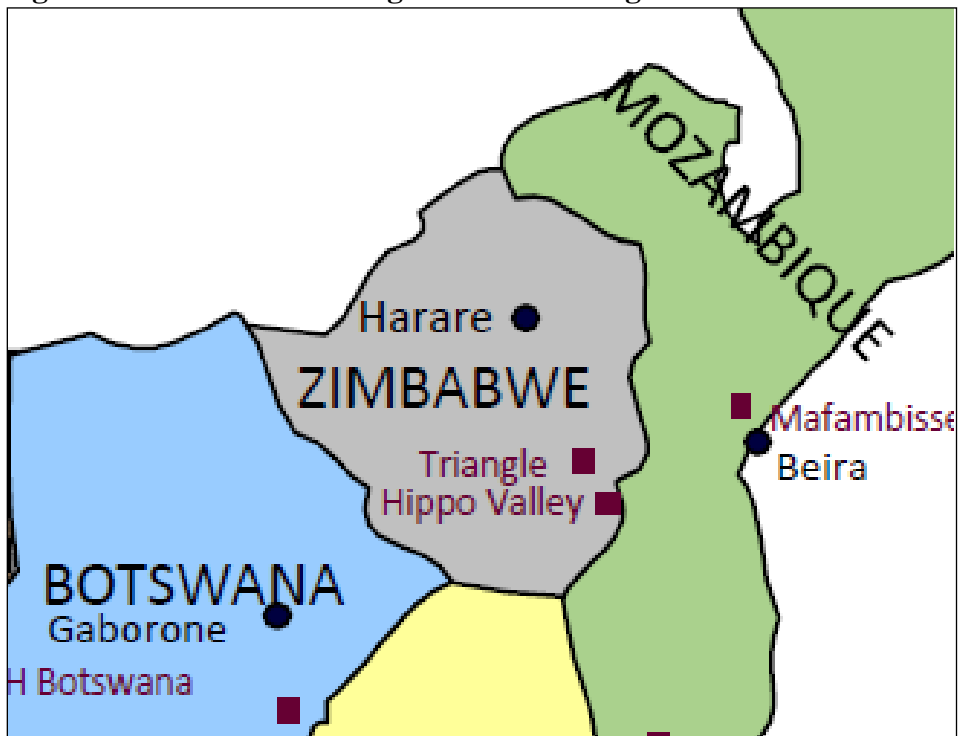 MOZAMBIQUE
Harare
ZIMBABWE
Mafambisse
Triangle
Beira
Hippo Valley
BOTSWANA
Gaborone
H Botswana